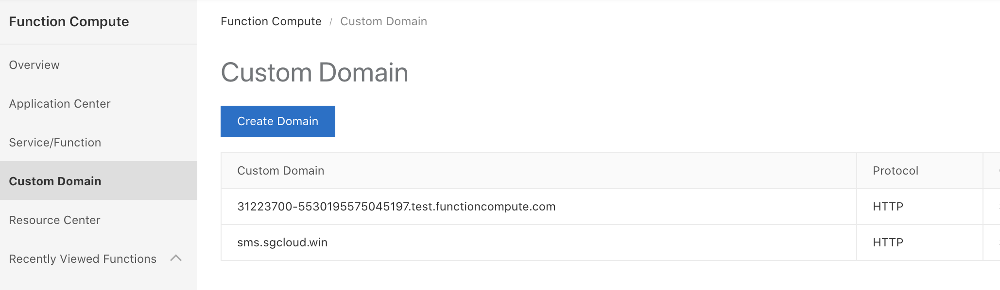 Function Compute
Overview
Application Center
Service/Function
Custom Domain
Resource Center
Recently Viewed Functions
Function Compute / Custom Domain
Custom Domain
Create Domain
Custom Domain Protocol
31223700-5530195575045197.test.functioncompute.com HTTP
sms.sgcloud.win HTTP